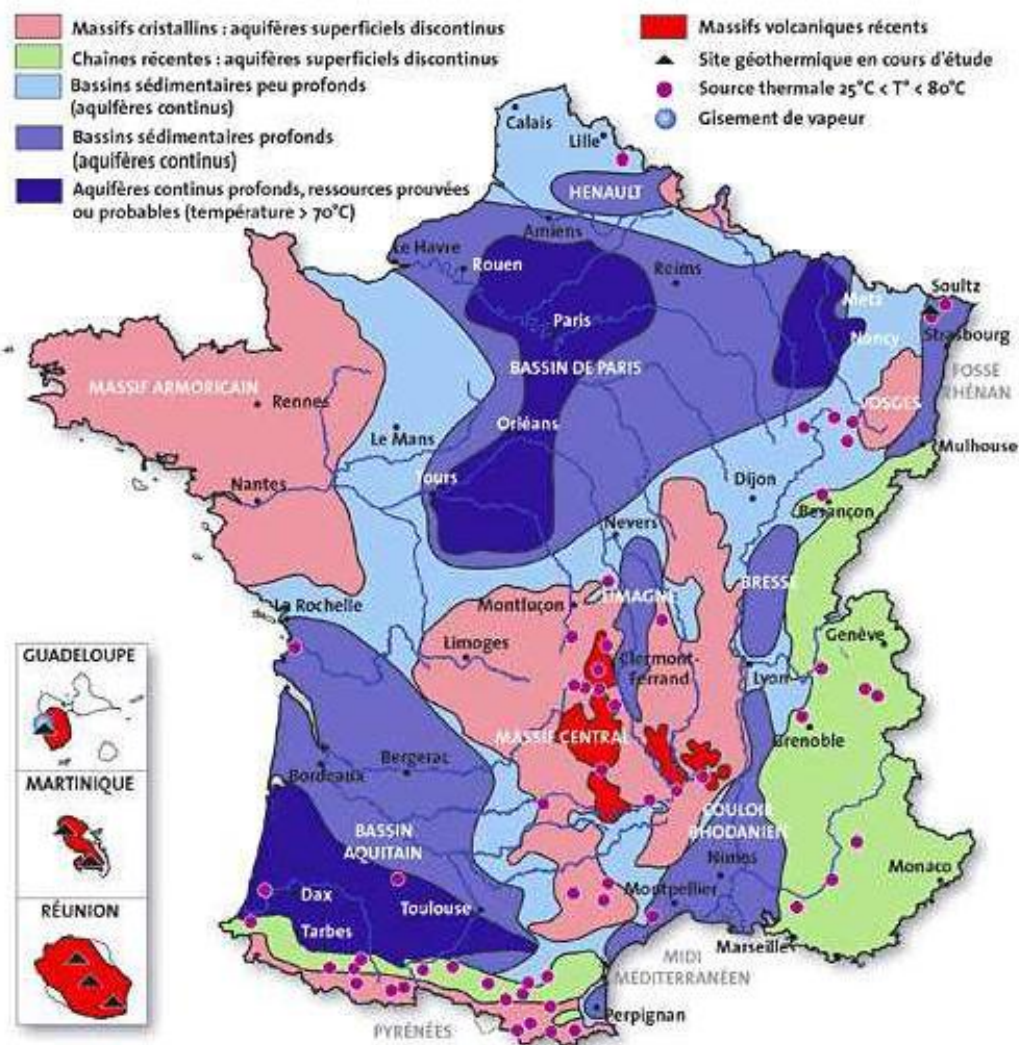 Massifs cristallins : aquifères superficiels discontinus
Chaînes récentes : aquifères superficiels discontinus
Bassins sédimentaires peu profonds
(aquifères continus)
Bassins sédimentaires profonds
(aquifères continus)
Aquifères continus profonds, ressources prouvées
ou probables (température > 70°C)
Massifs volcaniques récents
Site géothermique en cours d'étude
Source thermale 25°C < T° < 80°C
Gisement de vapeur
Calais
Lille
HENAULT
Amiens
Le Havre
Rouen
Reims
Metz
Soultz
Paris
Nancy
Strasbourg
BASSIN DE PARIS
FOSSÉ
RHÉNAN
MASSIF ARMORICAIN
Rennes
VOSGES
Orléans
Le Mans
Mulhouse
Tours
Dijon
Nantes
Besançon
Nevers
BRESSE
LIMAGNE
La Rochelle
Montluçon
Limoges
Genève
Clermont-
Ferrand
Lyon
GUADELOUPE
MASSIF CENTRAL
Grenoble
Bergerac
Bordeaux
MARTINIQUE
COULOIR
RHODANIEN
BASSIN
AQUITAIN
Nîmes
Monaco
Dax
Montpellier
RÉUNION
Toulouse
Tarbes
Marseille
MIDI
MÉDITERRANÉEN
Perpignan
PYRÉNÉES